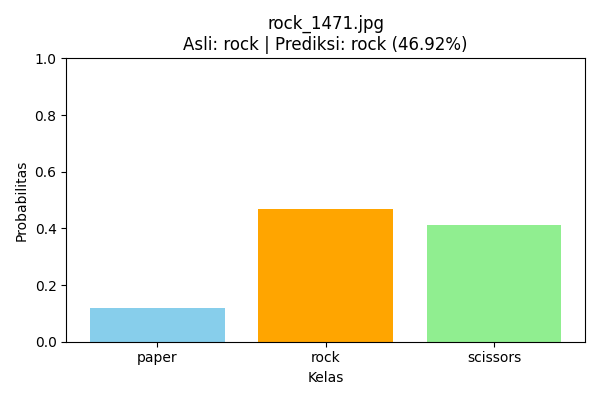 rock_1471.jpg
Asli: rock | Prediksi: rock (46.92%)
1.0
0.8
0.6
0.4
0.2
0.0
Probabilitas
paper rock scissors
Kelas